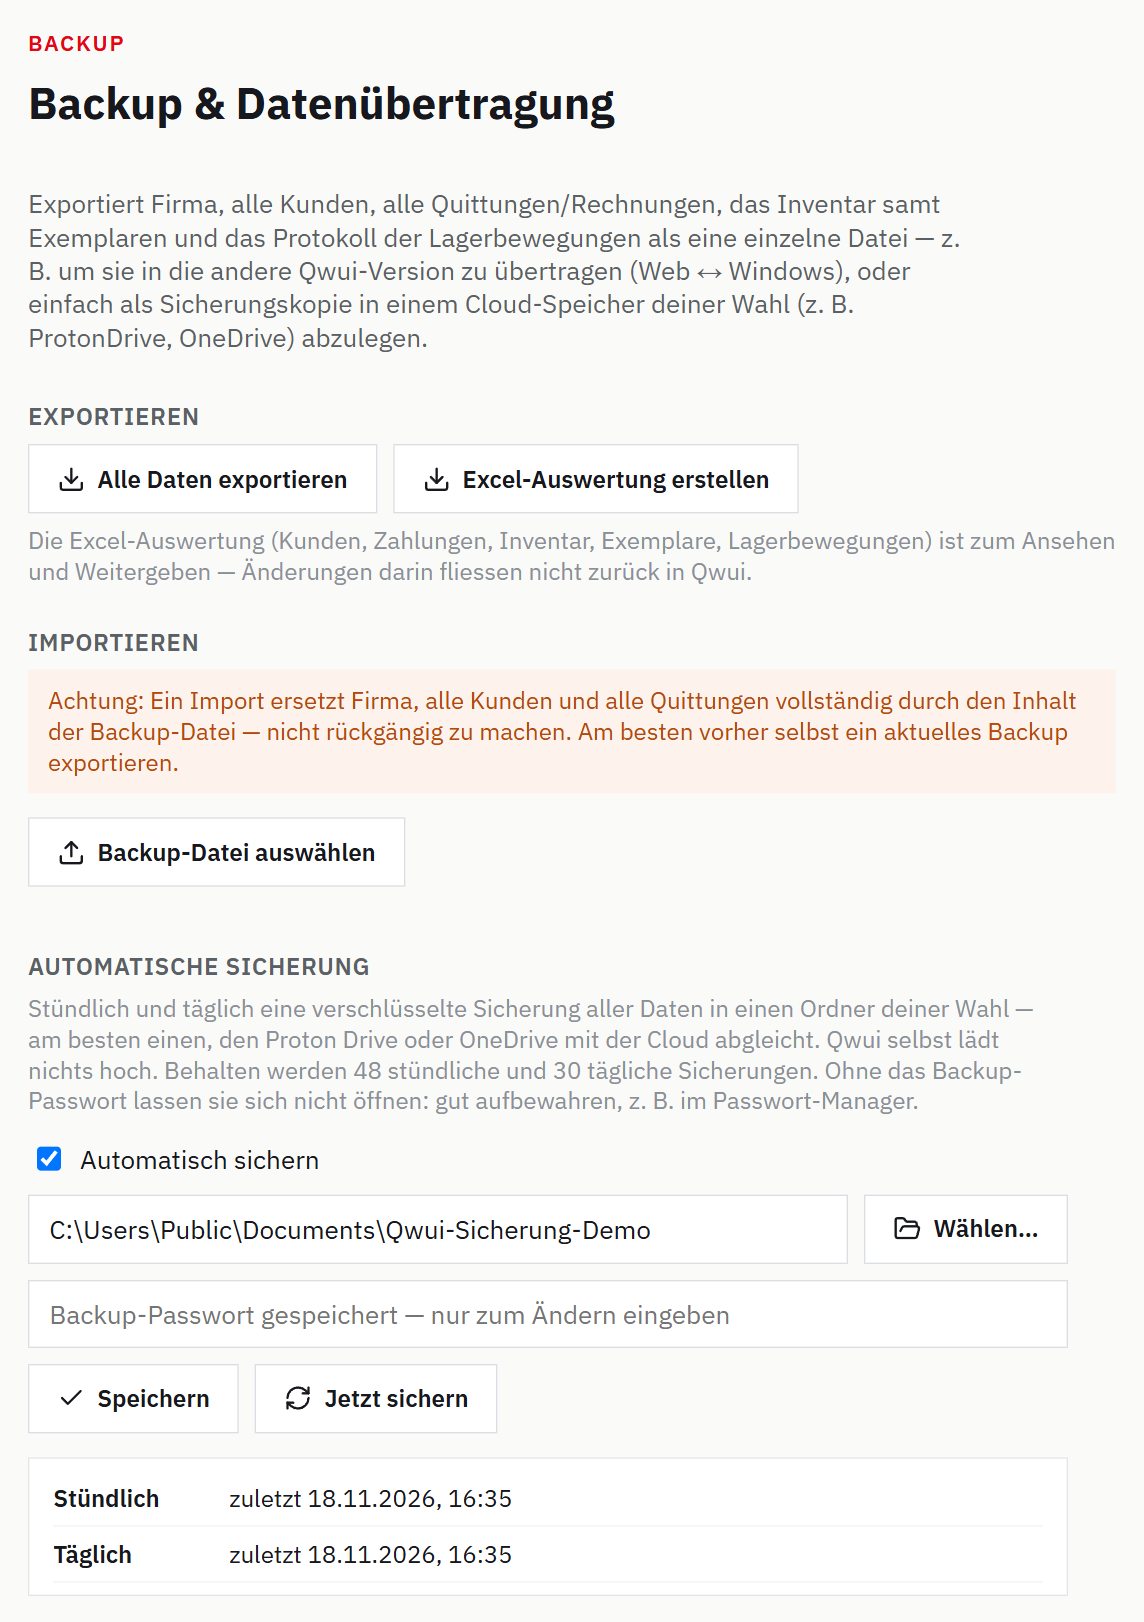 BACKUP
Backup & Datenübertragung
Exportiert Firma, alle Kunden, alle Quittungen/Rechnungen, das Inventar samt
Exemplaren und das Protokoll der Lagerbewegungen als eine einzelne Datei — z.
B. um sie in die andere Qwui-Version zu übertragen (Web ↔ Windows), oder
einfach als Sicherungskopie in einem Cloud-Speicher deiner Wahl (z. B.
ProtonDrive, OneDrive) abzulegen.
EXPORTIEREN
Alle Daten exportieren
Excel-Auswertung erstellen
Die Excel-Auswertung (Kunden, Zahlungen, Inventar, Exemplare, Lagerbewegungen) ist zum Ansehen
und Weitergeben — Änderungen darin fliessen nicht zurück in Qwui.
IMPORTIEREN
Achtung: Ein Import ersetzt Firma, alle Kunden und alle Quittungen vollständig durch den Inhalt
der Backup-Datei — nicht rückgängig zu machen. Am besten vorher selbst ein aktuelles Backup
exportieren.
Backup-Datei auswählen
AUTOMATISCHE SICHERUNG
Stündlich und täglich eine verschlüsselte Sicherung aller Daten in einen Ordner deiner Wahl —
am besten einen, den Proton Drive oder OneDrive mit der Cloud abgleicht. Qwui selbst lädt
nichts hoch. Behalten werden 48 stündliche und 30 tägliche Sicherungen. Ohne das Backup-
Passwort lassen sie sich nicht öffnen: gut aufbewahren, z. B. im Passwort-Manager.
Automatisch sichern
C:\Users\Public\Documents\Qwui-Sicherung-Demo
Wählen...
Backup-Passwort gespeichert — nur zum Ändern eingeben
Speichern
Jetzt sichern
Stündlich zuletzt 18.11.2026, 16:35
Täglich zuletzt 18.11.2026, 16:35